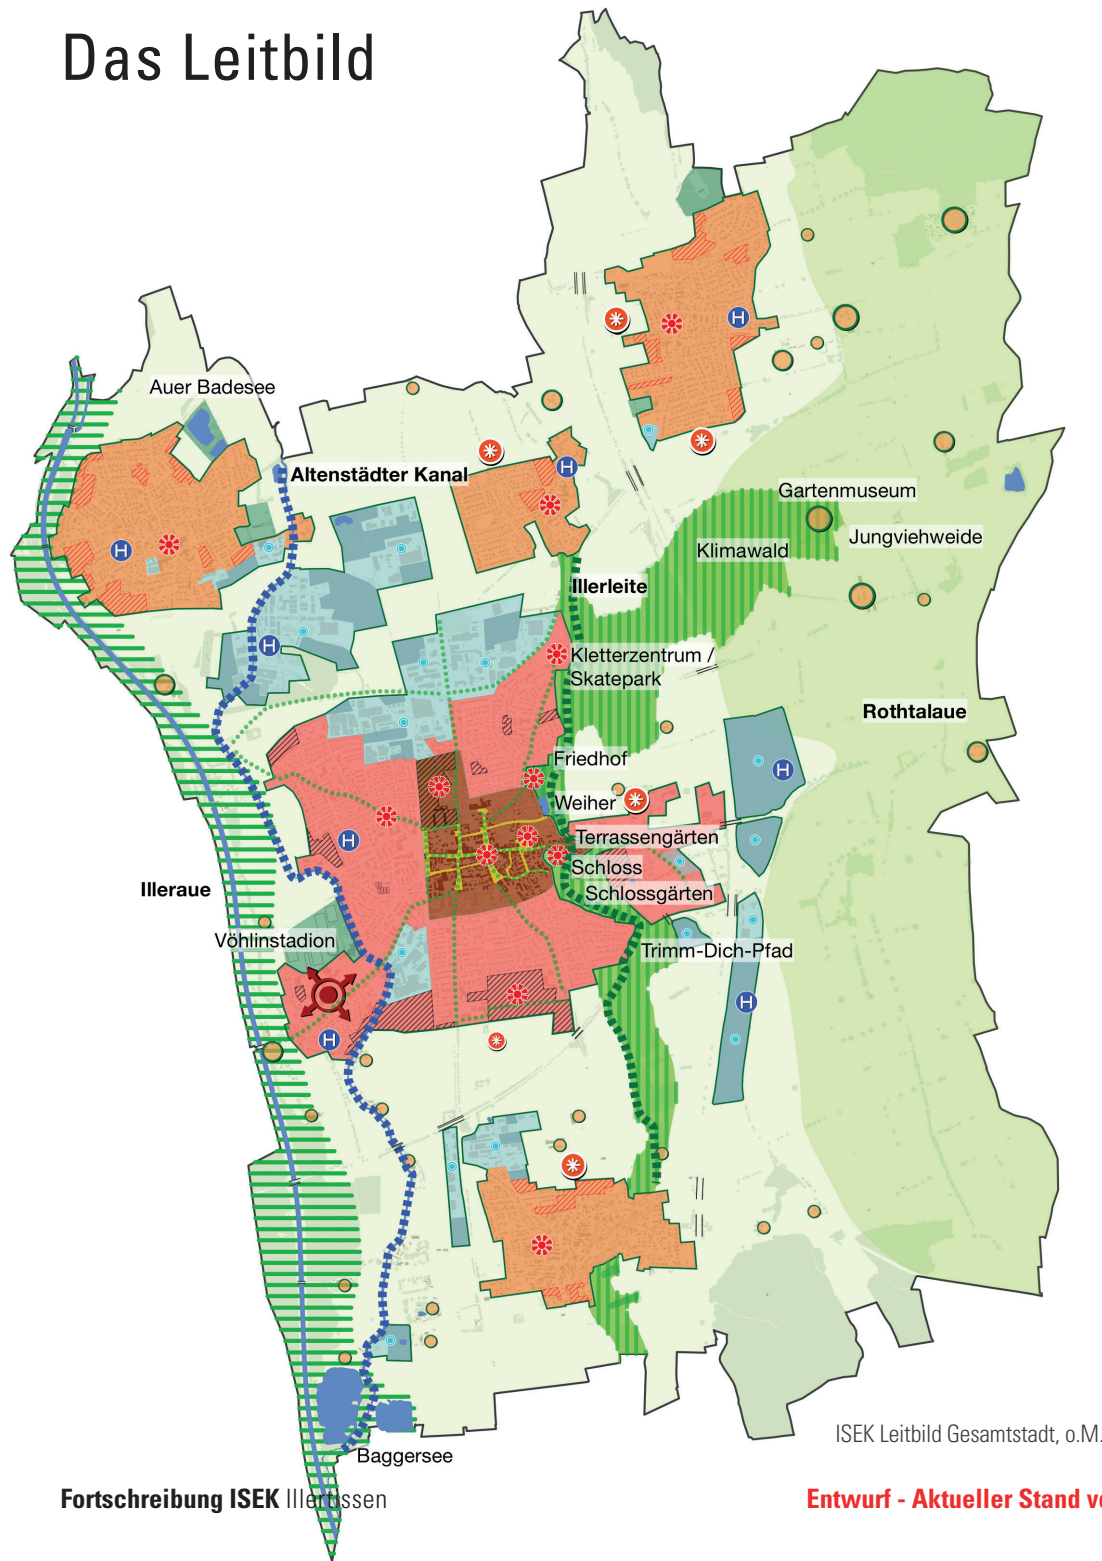 Das Leitbild
Auer Badesee
Altenstädter Kanal
H
H
H
H
Gartenmuseum
Jungviehweide
Klimawald
Illerleite
Kletterzentrum /
Skatepark
Rothtalaue
Friedhof
H
Weiher
Terrassengärten
H
Schloss
Illeraue
Schlossgärten
Völinstadion
Trimm-Dich-Pfad
H
H
Baggersee
ISEK Leitbild Gesamtstadt, o.M.
Fortschreibung ISEK Illertissen
Entwurf - Aktueller Stand